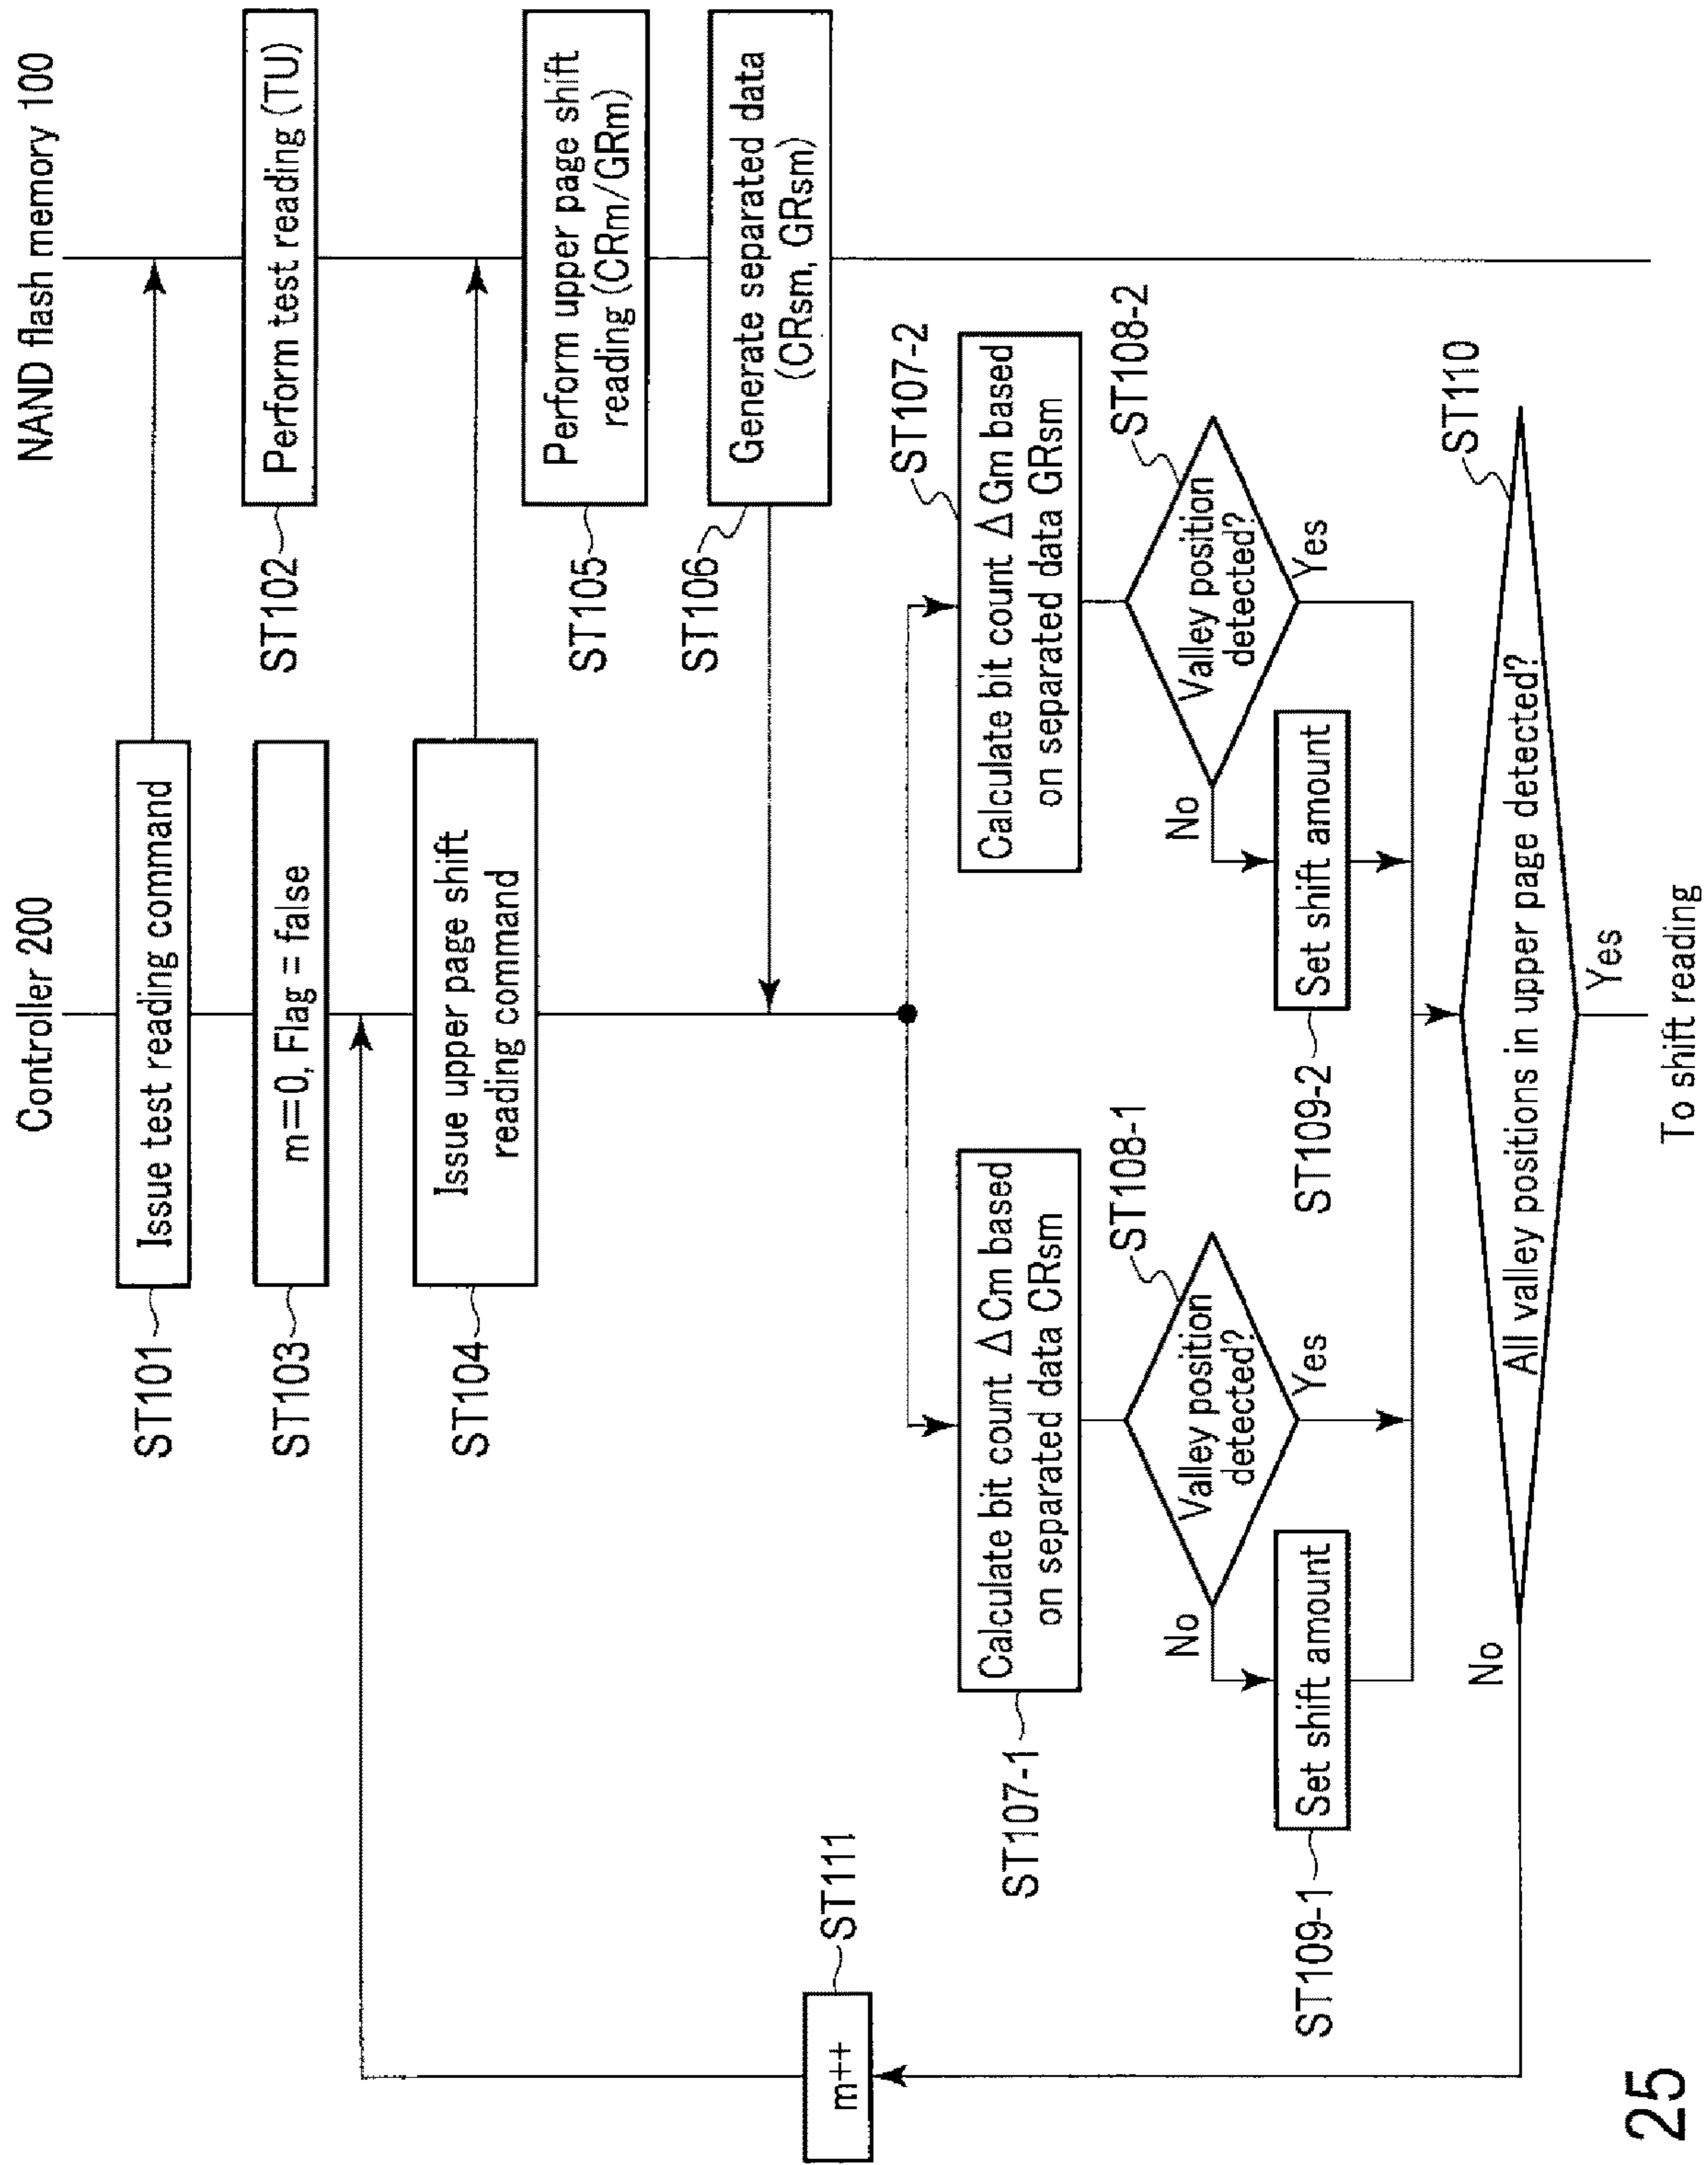 Controller 200
NAND flash memory 100
ST101
Issue test reading command
ST102
Perform test reading (TU)
ST103
m=0, Flag = false
ST104
Issue upper page shift
reading command
ST105
Perform upper page shift
reading (CRm/GRm)
ST106
Generate separated data
(CRsm, GRsm)
ST111
m++
ST107-1
Calculate bit count Δ Cm based
on separated data CRsm
ST107-2
Calculate bit count Δ Gm based
on separated data GRsm
ST108-1
Valley position
detected?
No
Yes
ST108-2
Valley position
detected?
No
Yes
ST109-1
Set shift amount
ST109-2
Set shift amount
ST110
All valley positions in upper page detected?
No
Yes
To shift reading
25